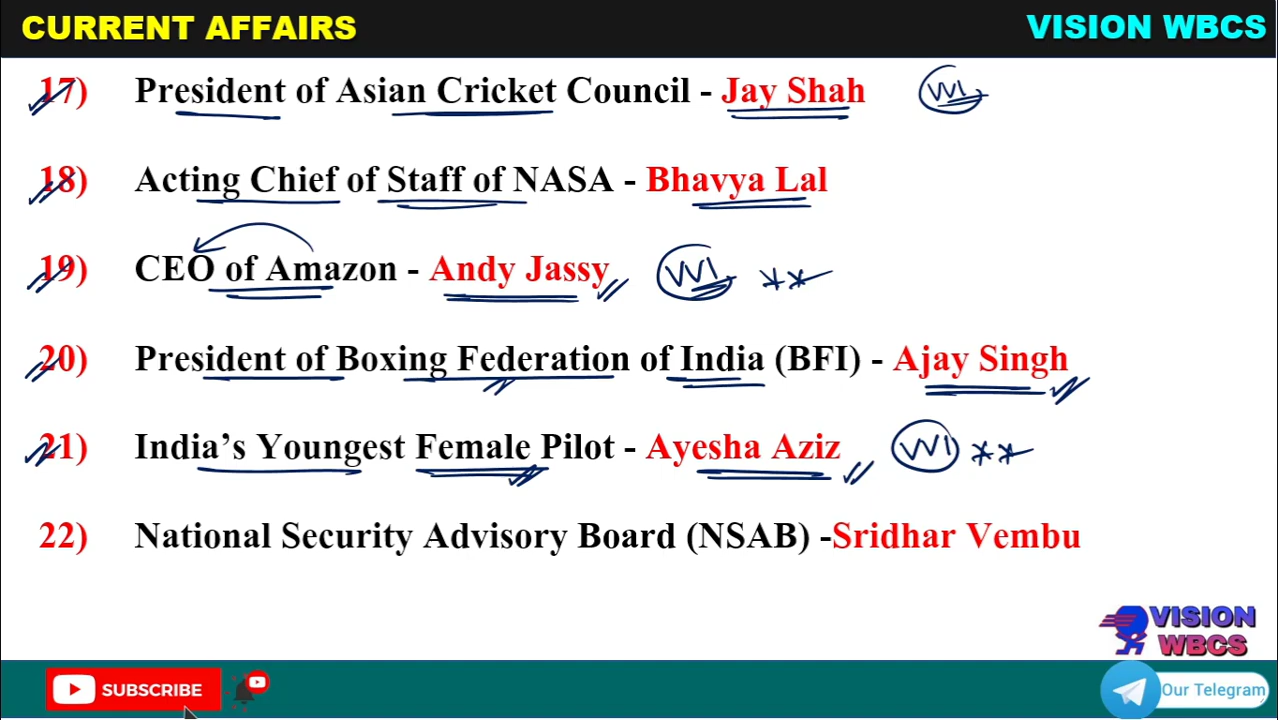 CURRENT AFFAIRS VISION WBCS
17) President of Asian Cricket Council - Jay Shah VVI
18) Acting Chief of Staff of NASA - Bhavya Lal
19) CEO of Amazon - Andy Jassy VVI **
20) President of Boxing Federation of India (BFI) - Ajay Singh
21) India’s Youngest Female Pilot - Ayesha Aziz VVI **
22) National Security Advisory Board (NSAB) -Sridhar Vembu
VISION
WBCS
SUBSCRIBE Our Telegram